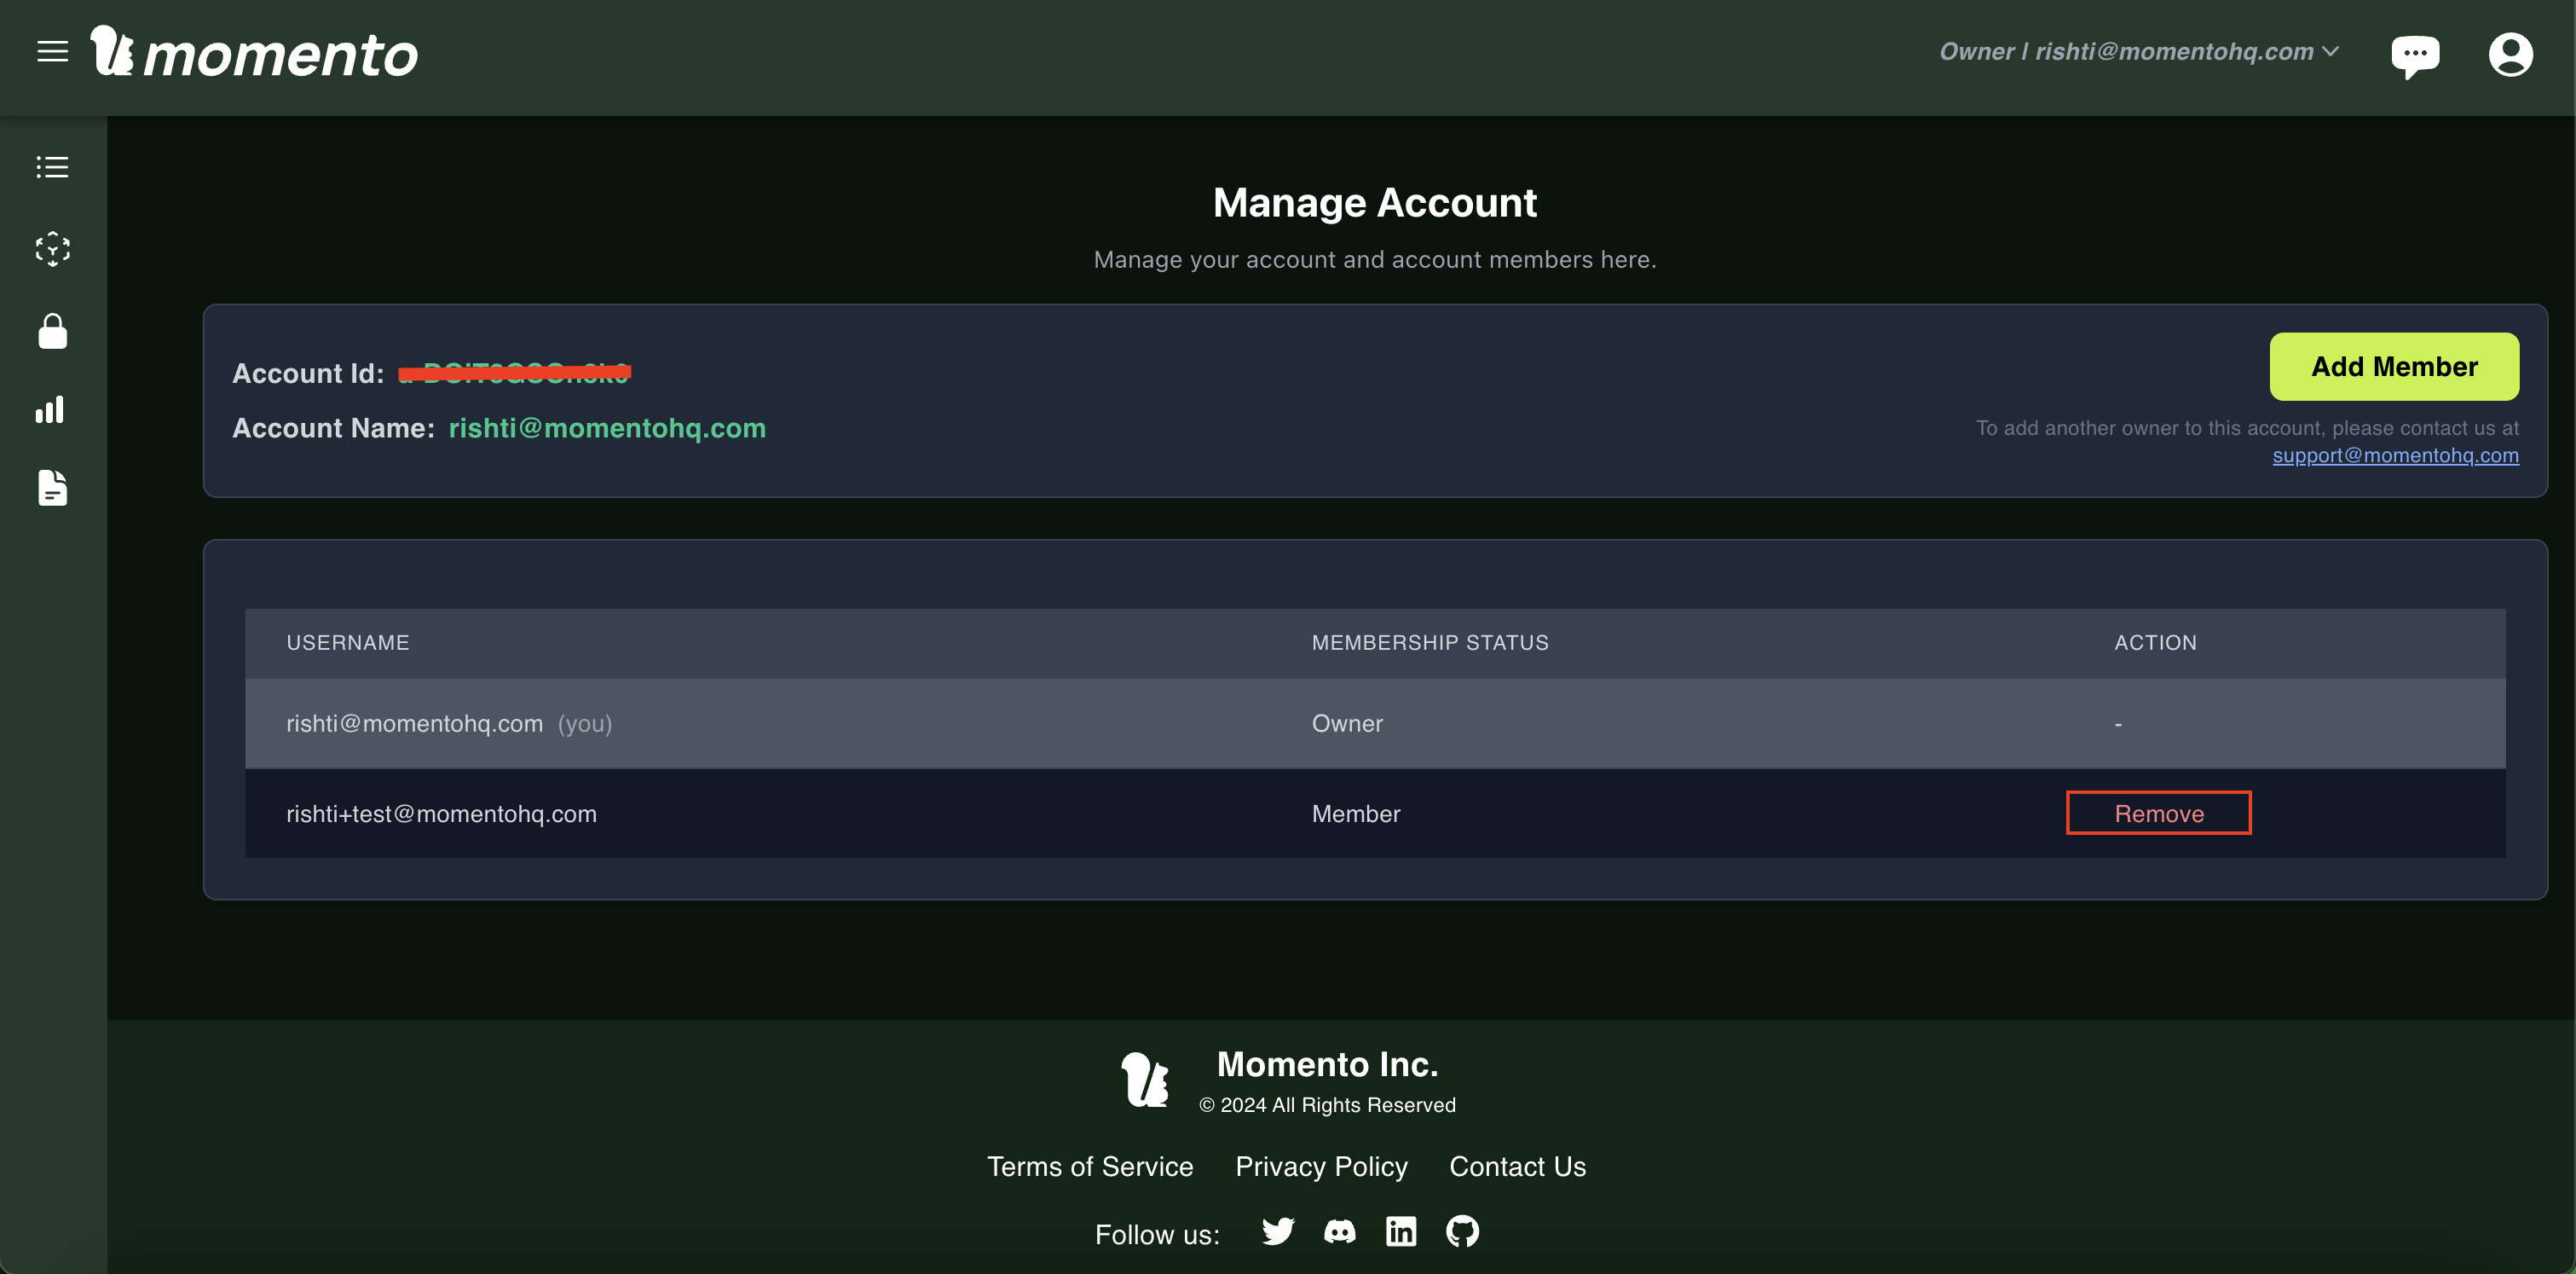 momento
Owner | rishti@momentohq.com
Manage Account
Manage your account and account members here.
Account Id:
Account Name: rishti@momentohq.com
Add Member
To add another owner to this account, please contact us at
support@momentohq.com
USERNAME MEMBERSHIP STATUS ACTION
rishti@momentohq.com (you) Owner -
rishti+test@momentohq.com Member Remove
Momento Inc.
© 2024 All Rights Reserved
Terms of Service Privacy Policy Contact Us
Follow us: